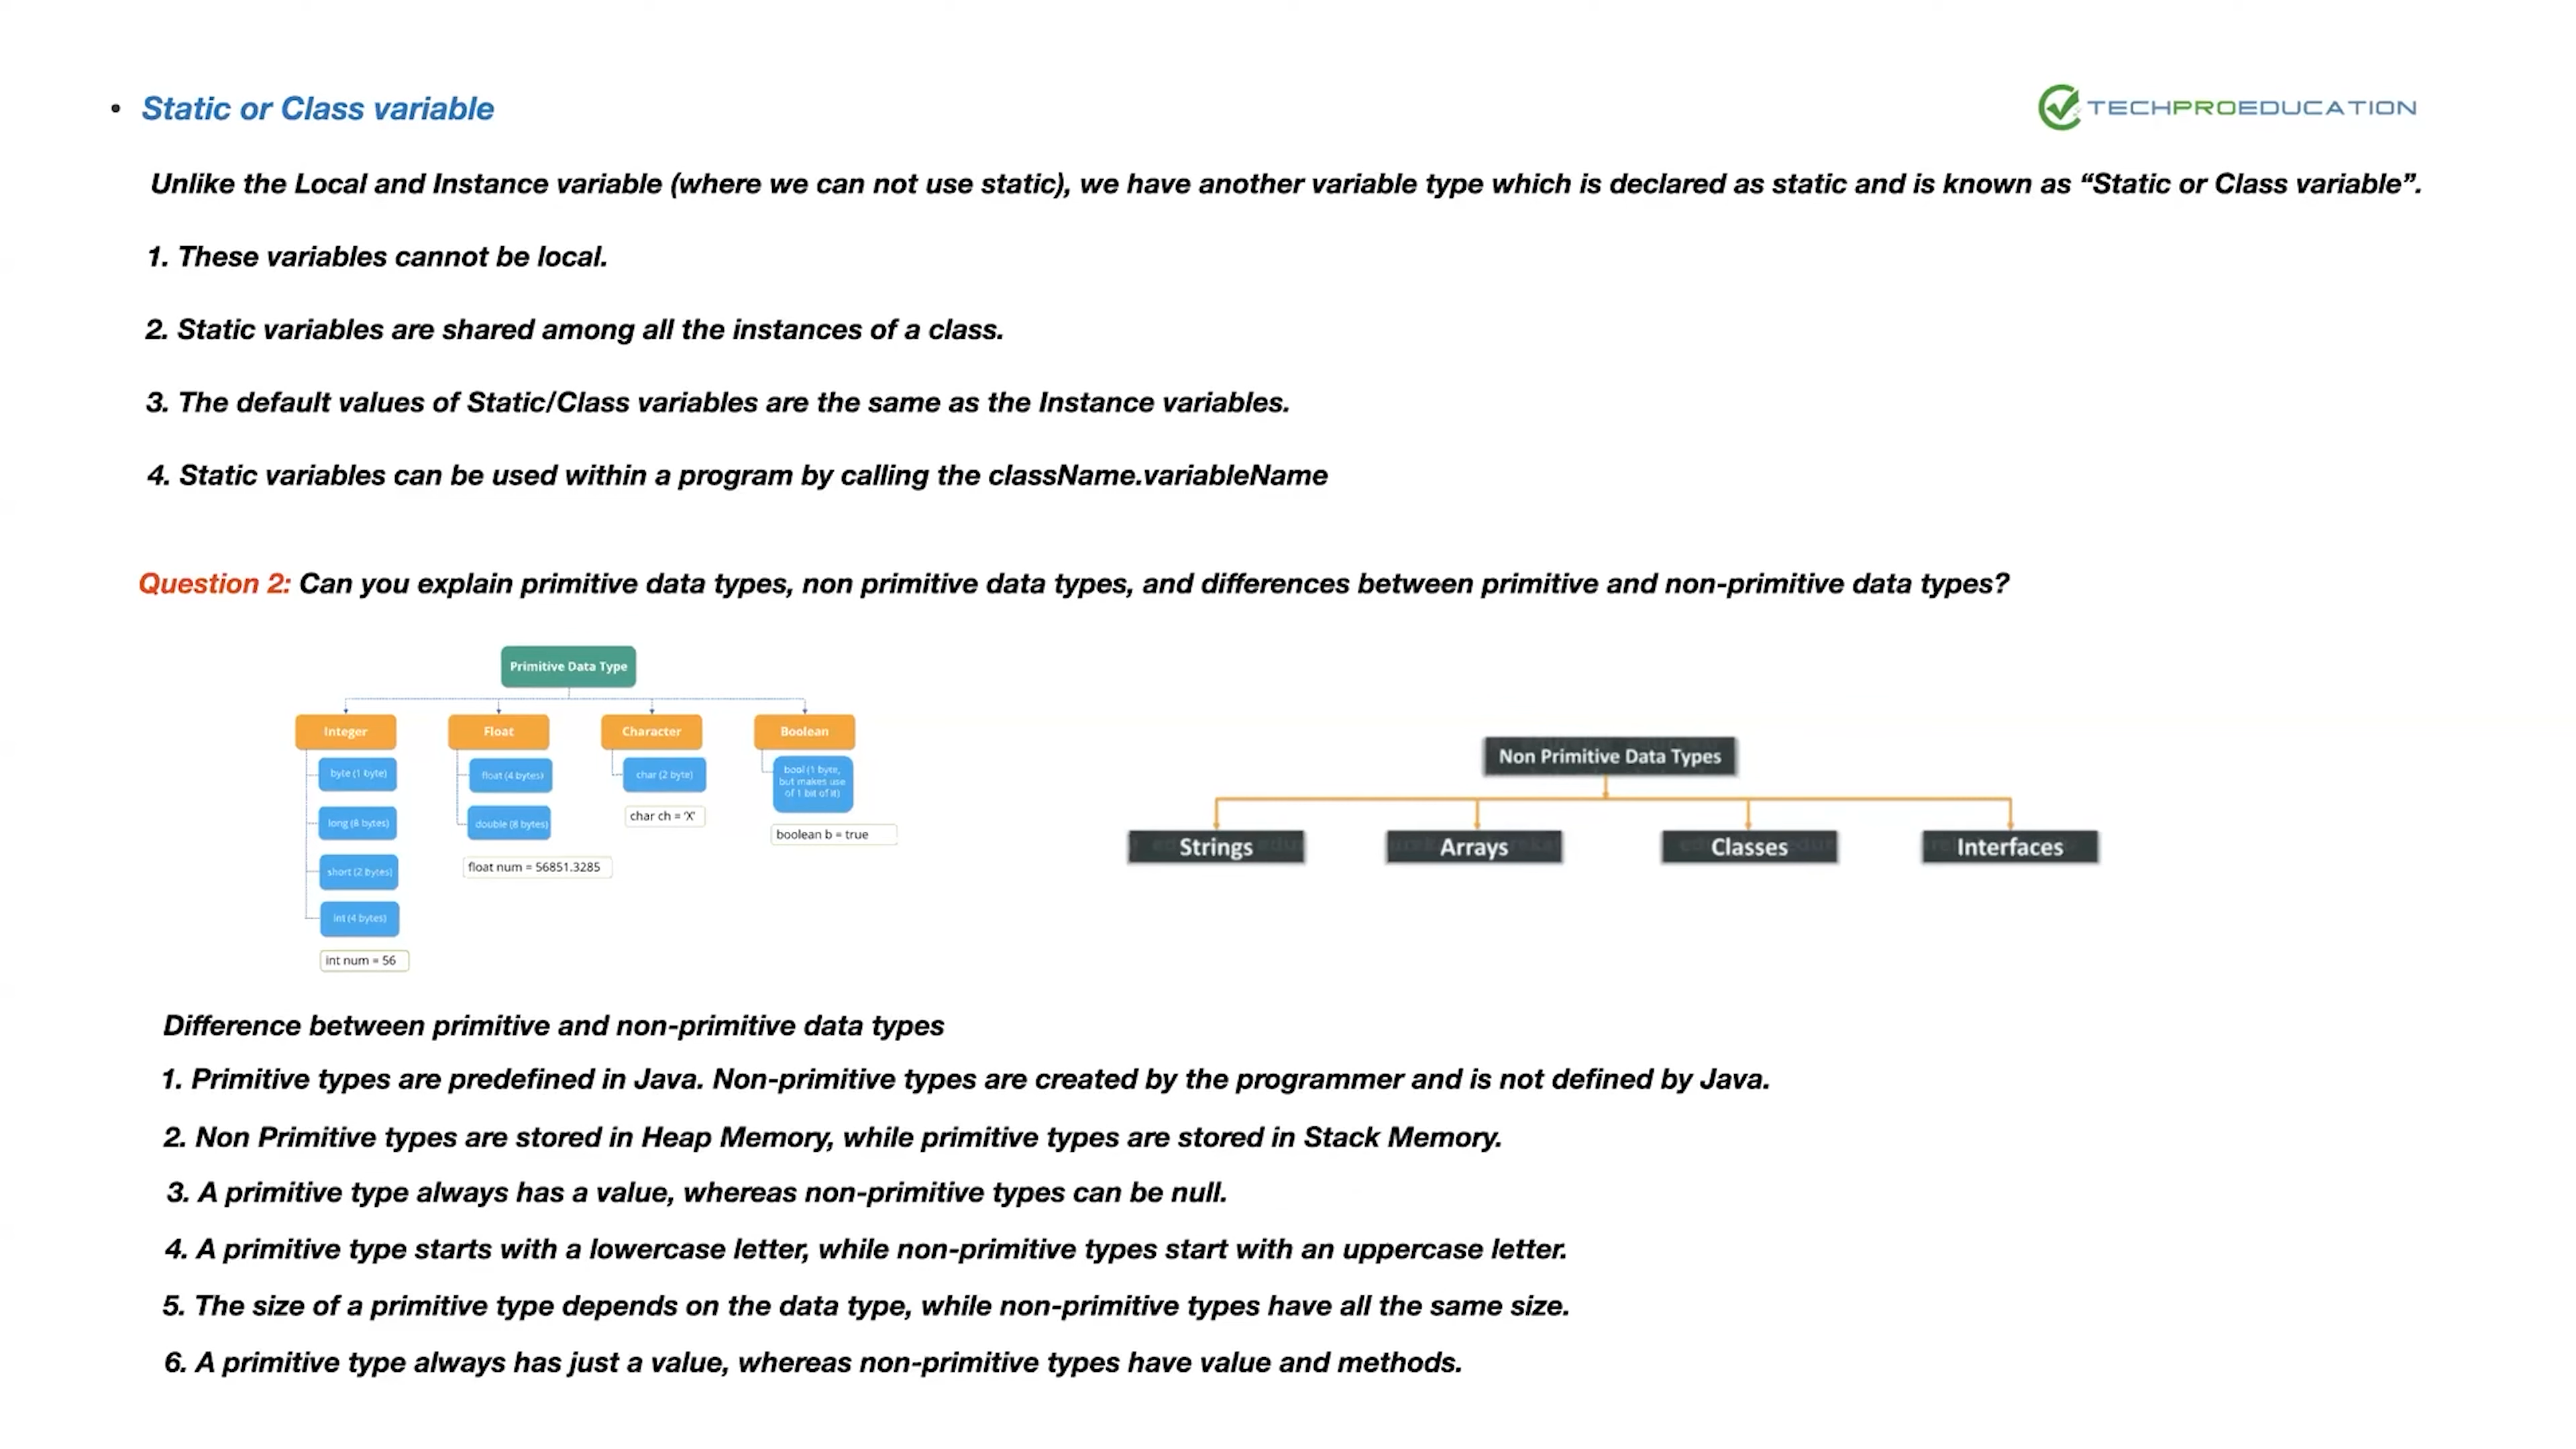 • Static or Class variable
TECHPROEDUCATION
Unlike the Local and Instance variable (where we can not use static), we have another variable type which is declared as static and is known as “Static or Class variable”.
1. These variables cannot be local.
2. Static variables are shared among all the instances of a class.
3. The default values of Static/Class variables are the same as the Instance variables.
4. Static variables can be used within a program by calling the className.variableName
Question 2: Can you explain primitive data types, non primitive data types, and differences between primitive and non-primitive data types?
Primitive Data Type
Integer
byte (1 byte)
long (8 bytes)
short (2 bytes)
int (4 bytes)
int num = 56
Float
float (4 bytes)
double (8 bytes)
float num = 56851.3285
Character
char (2 byte)
char ch = 'X'
Boolean
bool (1 byte,
but makes use
of 1 bit of it)
boolean b = true
Non Primitive Data Types
Strings
Arrays
Classes
Interfaces
Difference between primitive and non-primitive data types
1. Primitive types are predefined in Java. Non-primitive types are created by the programmer and is not defined by Java.
2. Non Primitive types are stored in Heap Memory, while primitive types are stored in Stack Memory.
3. A primitive type always has a value, whereas non-primitive types can be null.
4. A primitive type starts with a lowercase letter, while non-primitive types start with an uppercase letter.
5. The size of a primitive type depends on the data type, while non-primitive types have all the same size.
6. A primitive type always has just a value, whereas non-primitive types have value and methods.